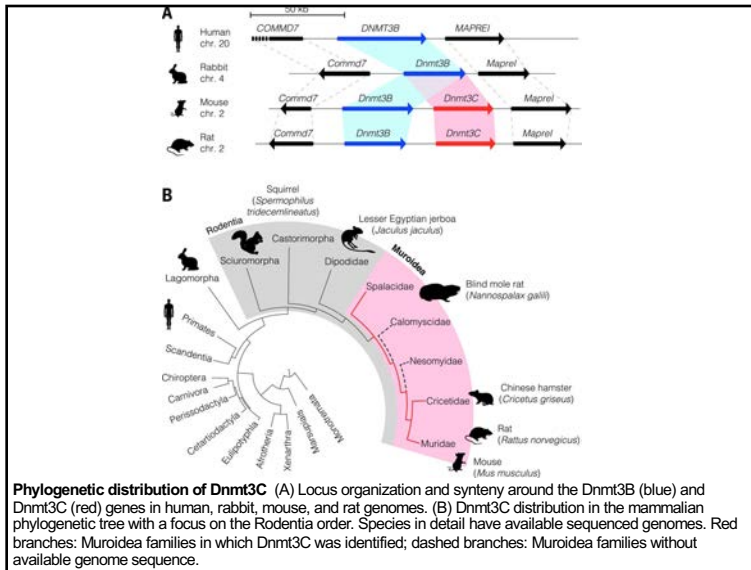 A
50 kb
Human
chr. 20
COMMD7
DNMT3B
MAPREI
Rabbit
chr. 4
Commd7
Dnmt3B
Maprel
Mouse
chr. 2
Commd7
Dnmt3B
Dnmt3C
Maprel
Rat
chr. 2
Commd7
Dnmt3B
Dnmt3C
Maprel
B
Rodentia
Squirrel
(Spermophilus
tridecemlineatus)
Lesser Egyptian jerboa
(Jaculus jaculus)
Castorimorpha
Sciuromorpha
Dipodidae
Muroidea
Lagomorpha
Spalacidae
Blind mole rat
(Nannospalax galili)
Calomyscidae
Primates
Nesomyidae
Scandentia
Chiroptera
Carnivora
Perissodactyla
Cetartiodactyla
Eulipotyphla
Afrotheria
Xenarthra
Marsupials
Monotremata
Cricetidae
Chinese hamster
(Cricetus griseus)
Muridae
Rat
(Rattus norvegicus)
Mouse
(Mus musculus)
Phylogenetic distribution of Dnmt3C (A) Locus organization and synteny around the Dnmt3B (blue) and
Dnmt3C (red) genes in human, rabbit, mouse, and rat genomes. (B) Dnmt3C distribution in the mammalian
phylogenetic tree with a focus on the Rodentia order. Species in detail have available sequenced genomes. Red
branches: Muroidea families in which Dnmt3C was identified; dashed branches: Muroidea families without
available genome sequence.